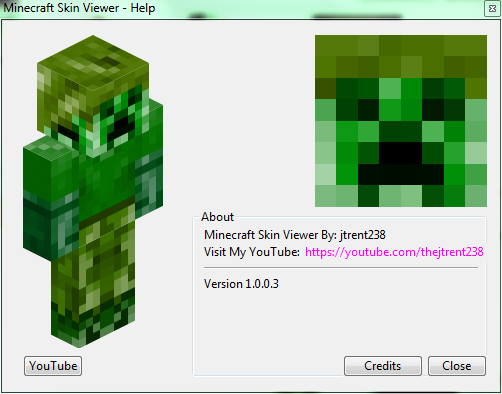 Minecraft Skin Viewer - Help
About
Minecraft Skin Viewer By: jtrent238
Visit My YouTube: https://youtube.com/thejtrent238
Version 1.0.0.3
YouTube
Credits
Close